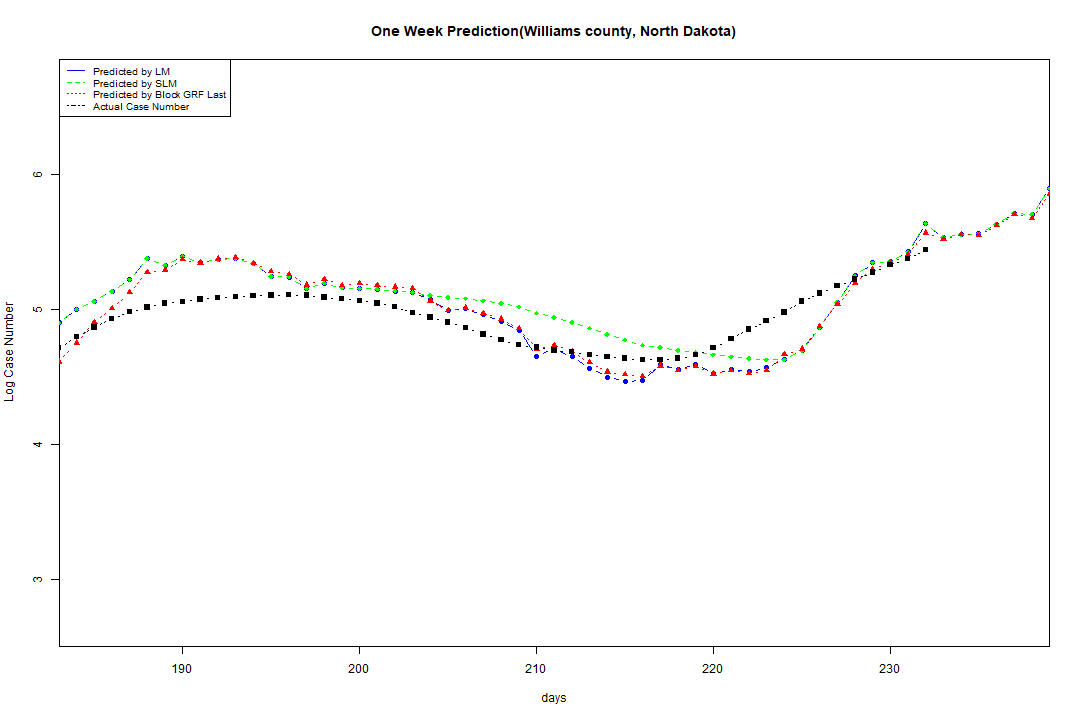 One Week Prediction(Williams county, North Dakota)
Predicted by LM
Predicted by SLM
Predicted by Block GRF Last
Actual Case Number
6
5
4
3
Log Case Number
190 200 210 220 230
days